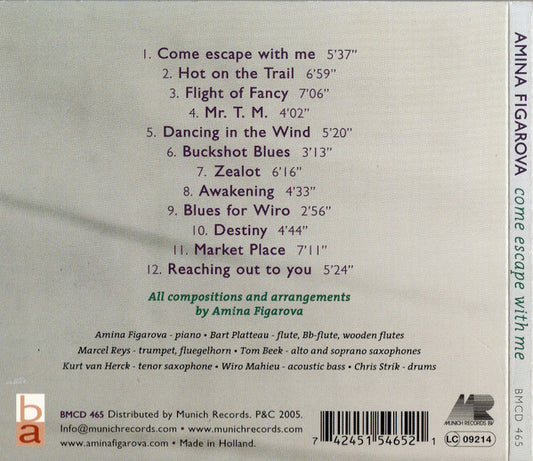 1. Come escape with me 5'37"
2. Hot on the Trail 6'59"
3. Flight of Fancy 7'06"
4. Mr. T. M. 4'02"
5. Dancing in the Wind 5'20"
6. Buckshot Blues 3'13"
7. Zealot 6'16"
8. Awakening 4'33"
9. Blues for Wiro 2'56"
10. Destiny 4'44"
11. Market Place 7'11"
12. Reaching out to you 5'24"
All compositions and arrangements
by Amina Figarova
Amina Figarova - piano • Bart Platteau - flute, Bb-flute, wooden flutes
Marcel Reys - trumpet, fluegelhorn • Tom Beek - alto and soprano saxophones
Kurt van Herck - tenor saxophone • Wiro Mahieu - acoustic bass • Chris Strik - drums
b
a
BMCD 465 Distributed by Munich Records. P&C 2005.
Info@munichrecords.com • www.munichrecords.com
www.aminafigarova.com • Made in Holland.
7 42451 54652 1
MR
MUNICH RECORDS BV
LC 09214
AMINA FIGAROVA come escape with me BMCD 465